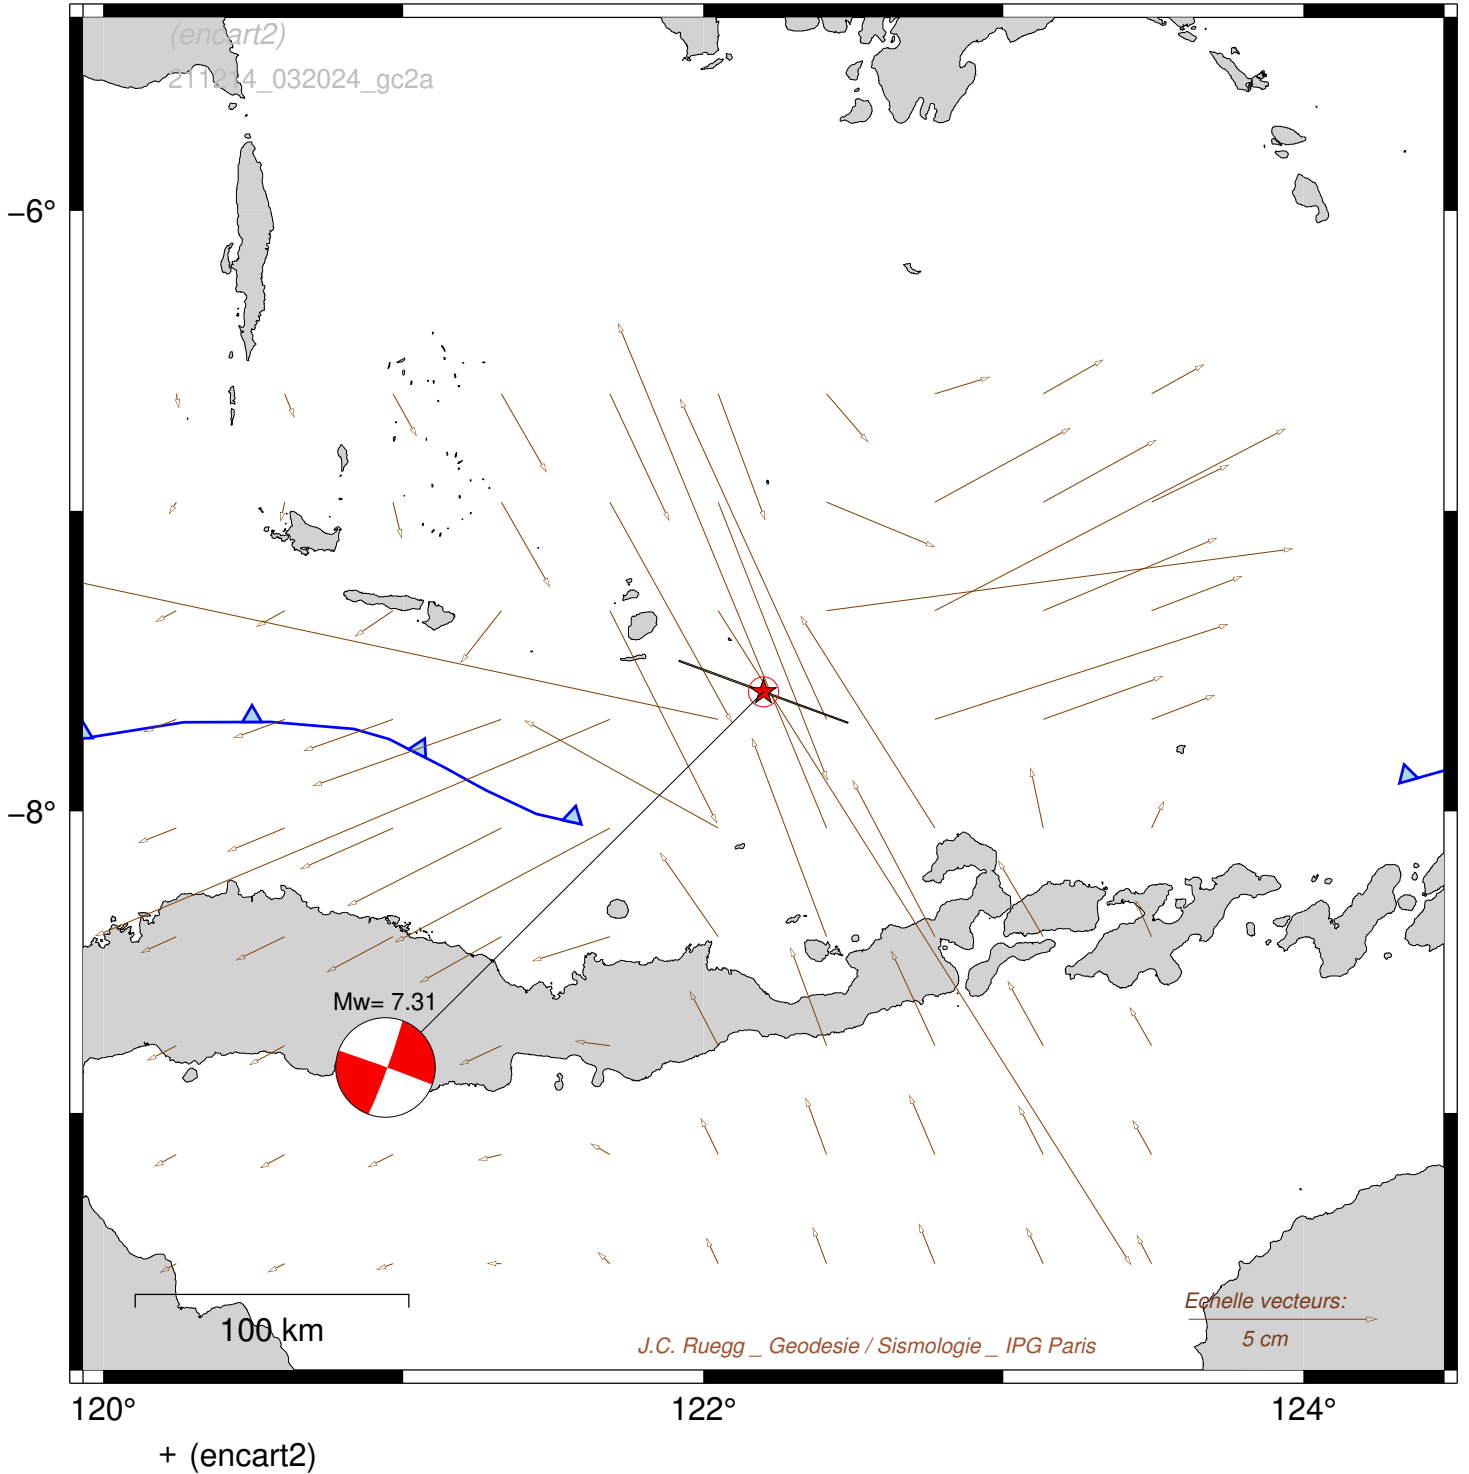 (encart2)
211214_032024_gc2a
−6°
−8°
Mw= 7.31
100 km
Echelle vecteurs:
5 cm
J.C. Ruegg _ Geodesie / Sismologie _ IPG Paris
120°
122°
124°
+ (encart2)